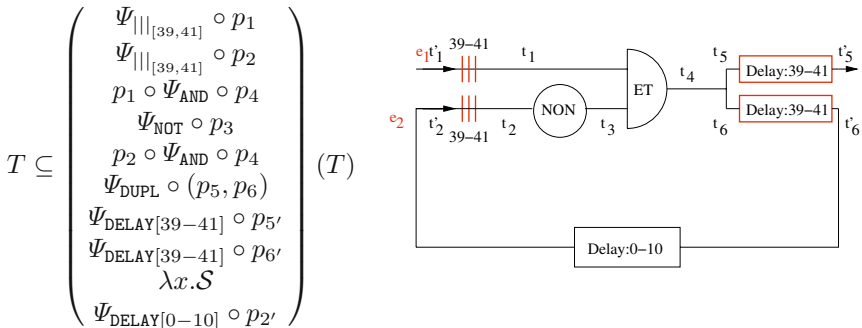 T ⊆ ( Ψ|||[39,41] ∘ p1
Ψ|||[39,41] ∘ p2
p1 ∘ ΨAND ∘ p4
ΨNOT ∘ p3
p2 ∘ ΨAND ∘ p4
ΨDUPL ∘ (p5, p6)
ΨDELAY[39−41] ∘ p5′
ΨDELAY[39−41] ∘ p6′
λx.S
ΨDELAY[0−10] ∘ p2′ ) (T)
39−41
e1 t'1
t1
ET
t4
t5
Delay:39−41
t'5
e2
t'2
39−41
t2
NON
t3
t6
Delay:39−41
t'6
Delay:0−10